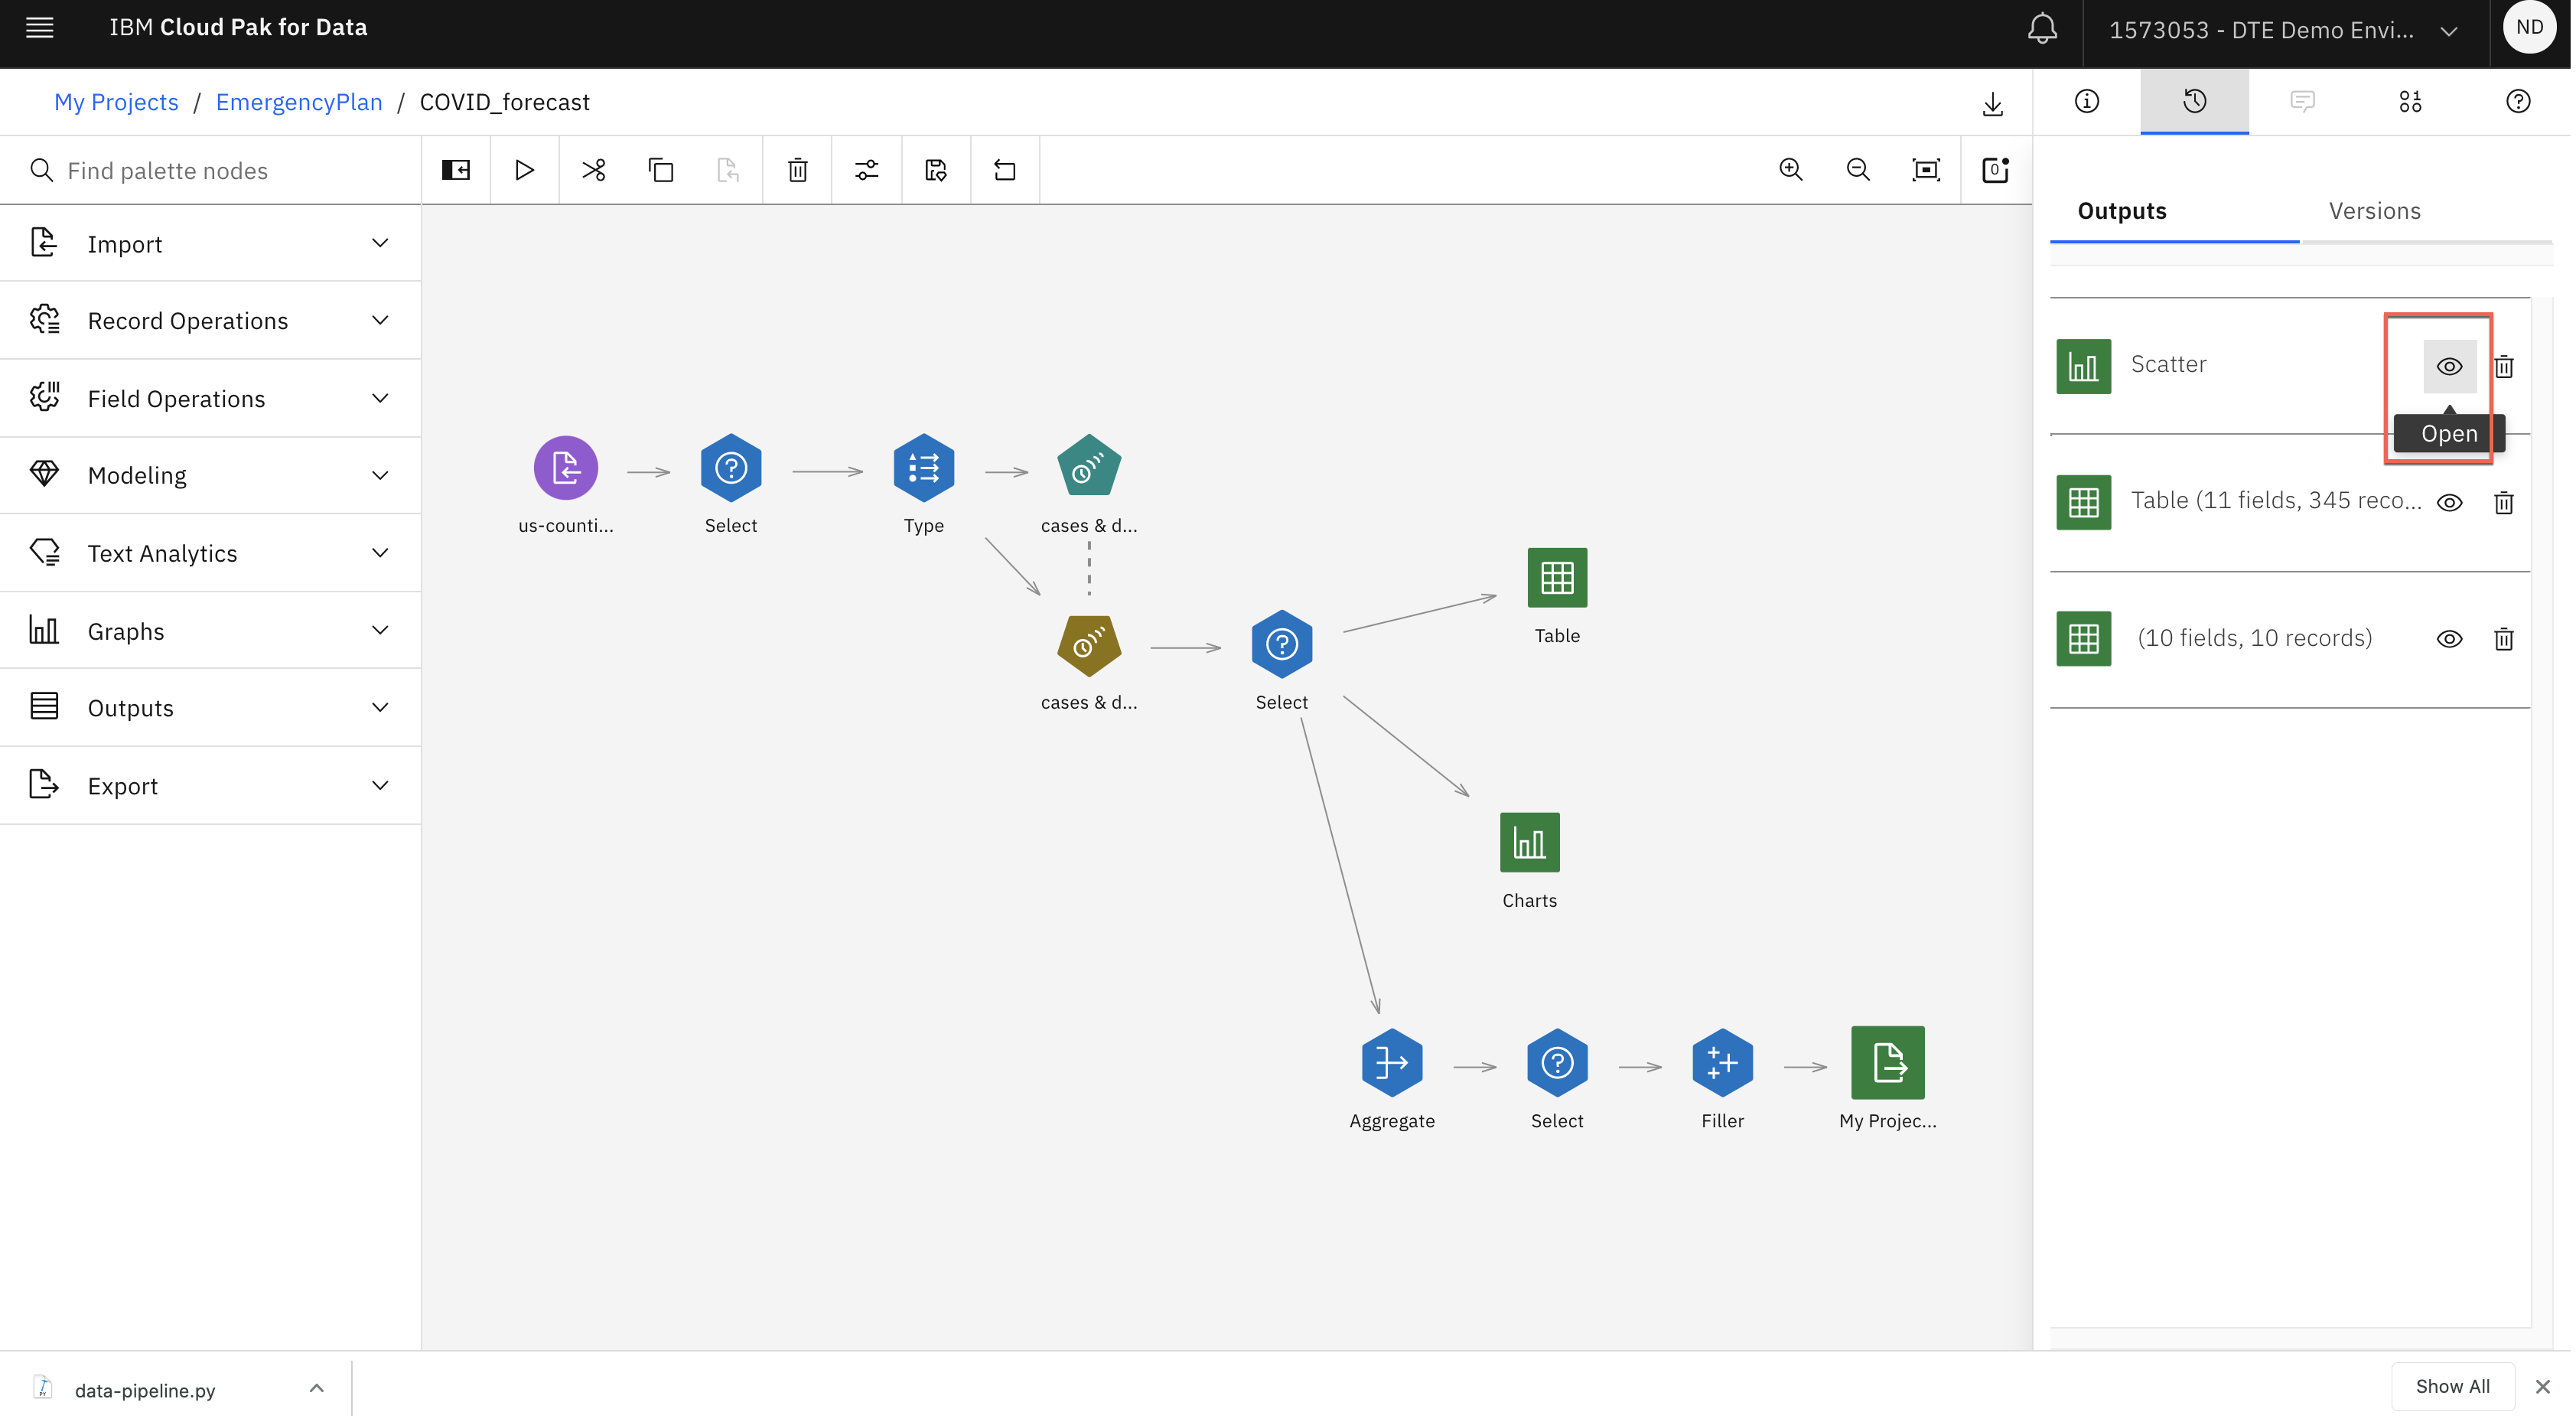 IBM Cloud Pak for Data
1573053 - DTE Demo Envi...
ND
My Projects / EmergencyPlan / COVID_forecast
Find palette nodes
0
Import
Record Operations
Field Operations
Modeling
Text Analytics
Graphs
Outputs
Export
us-counti...
Select
Type
cases & d...
cases & d...
Select
Table
Charts
Aggregate
Select
Filler
My Projec...
Outputs
Versions
Scatter
Open
Table (11 fields, 345 reco...
(10 fields, 10 records)
data-pipeline.py
Show All